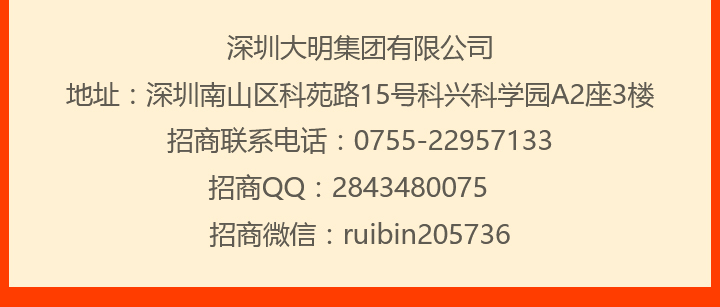 深圳大明集团有限公司
地址：深圳南山区科苑路15号科兴科学园A2座3楼
招商联系电话：0755-22957133
招商QQ：2843480075
招商微信：ruibin205736